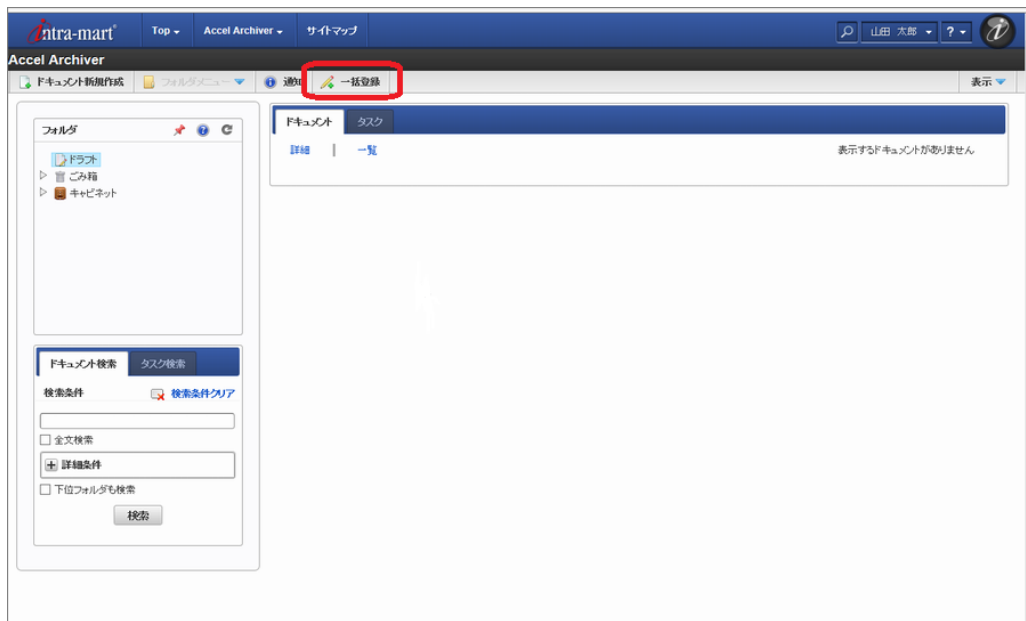 intra-mart Top Accel Archiver サイトマップ 山田 太郎 ?
Accel Archiver
ドキュメント新規作成 フォルダメニュー 通知 一括登録 表示
フォルダ
ドラフト
ごみ箱
キャビネット
ドキュメント タスク
詳細 | 一覧 表示するドキュメントがありません
ドキュメント検索 タスク検索
検索条件 検索条件クリア
全文検索
詳細条件
下位フォルダも検索
検索